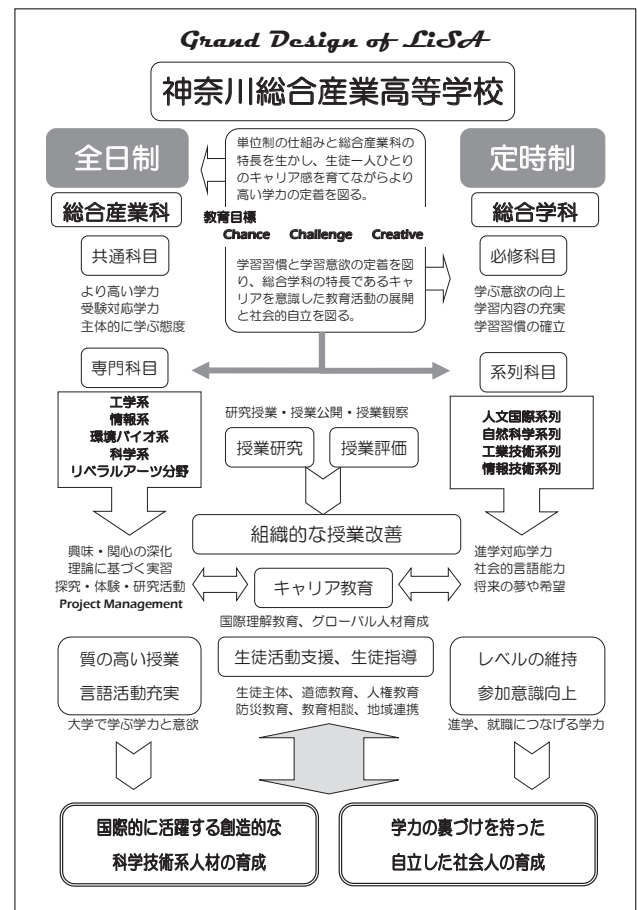 Grand Design of LiSA
神奈川総合産業高等学校
全日制
総合産業科
単位制の仕組みと総合産業科の
特長を生かし、生徒一人ひとり
のキャリア感を育てながらより
高い学力の定着を図る。
教育目標
Chance Challenge Creative
学習習慣と学習意欲の定着を図
り、総合学科の特長であるキャ
リアを意識した教育活動の展開
と社会的自立を図る。
定時制
総合学科
共通科目
より高い学力
受験対応学力
主体的に学ぶ態度
必修科目
学ぶ意欲の向上
学習内容の充実
学習習慣の確立
専門科目
工学系
情報系
環境バイオ系
科学系
リベラルアーツ分野
系列科目
人文国際系列
自然科学系列
工業技術系列
情報技術系列
研究授業・授業公開・授業観察
授業研究
授業評価
組織的な授業改善
興味・関心の深化
理論に基づく実習
探究・体験・研究活動
Project Management
キャリア教育
国際理解教育、グローバル人材育成
進学対応学力
社会的言語能力
将来の夢や希望
質の高い授業
言語活動充実
大学で学ぶ学力と意欲
生徒活動支援、生徒指導
生徒主体、道徳教育、人権教育
防災教育、教育相談、地域連携
レベルの維持
参加意識向上
進学、就職につなげる学力
国際的に活躍する創造的な
科学技術系人材の育成
学力の裏づけを持った
自立した社会人の育成